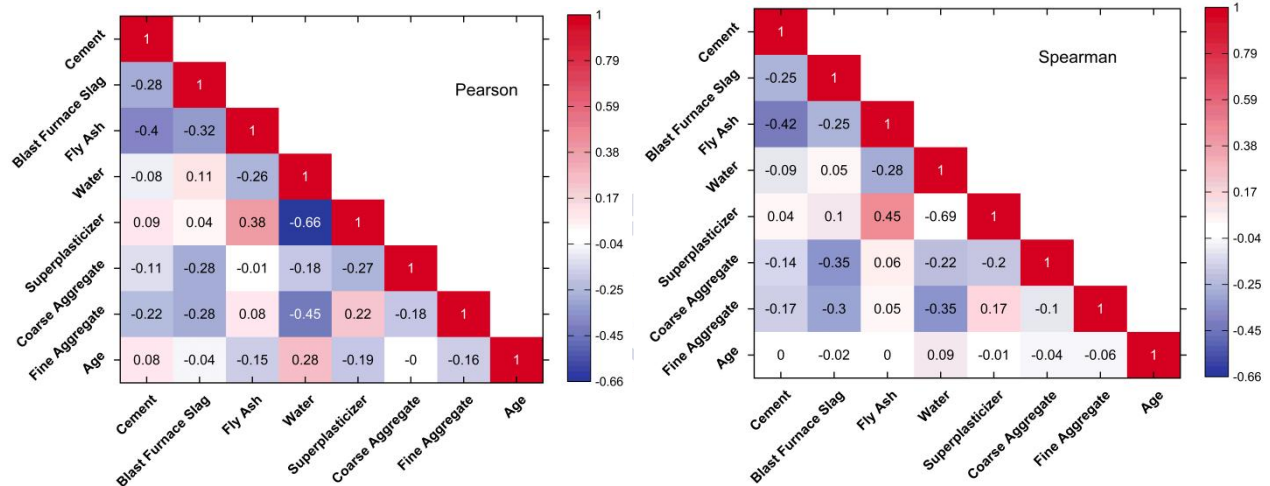 Pearson
Cement
Blast Furnace Slag
Fly Ash
Water
Superplasticizer
Coarse Aggregate
Fine Aggregate
Age
1
-0.28 1
-0.4 -0.32 1
-0.08 0.11 -0.26 1
0.09 0.04 0.38 -0.66 1
-0.11 -0.28 -0.01 -0.18 -0.27 1
-0.22 -0.28 0.08 -0.45 0.22 -0.18 1
0.08 -0.04 -0.15 0.28 -0.19 -0 -0.16 1
Cement
Blast Furnace Slag
Fly Ash
Water
Superplasticizer
Coarse Aggregate
Fine Aggregate
Age
1
0.79
0.59
0.38
0.17
-0.04
-0.25
-0.45
-0.66
Spearman
Cement
Blast Furnace Slag
Fly Ash
Water
Superplasticizer
Coarse Aggregate
Fine Aggregate
Age
1
-0.25 1
-0.42 -0.25 1
-0.09 0.05 -0.28 1
0.04 0.1 0.45 -0.69 1
-0.14 -0.35 0.06 -0.22 -0.2 1
-0.17 -0.3 0.05 -0.35 0.17 -0.1 1
0 -0.02 0 0.09 -0.01 -0.04 -0.06 1
Cement
Blast Furnace Slag
Fly Ash
Water
Superplasticizer
Coarse Aggregate
Fine Aggregate
Age
1
0.79
0.59
0.38
0.17
-0.04
-0.25
-0.45
-0.66